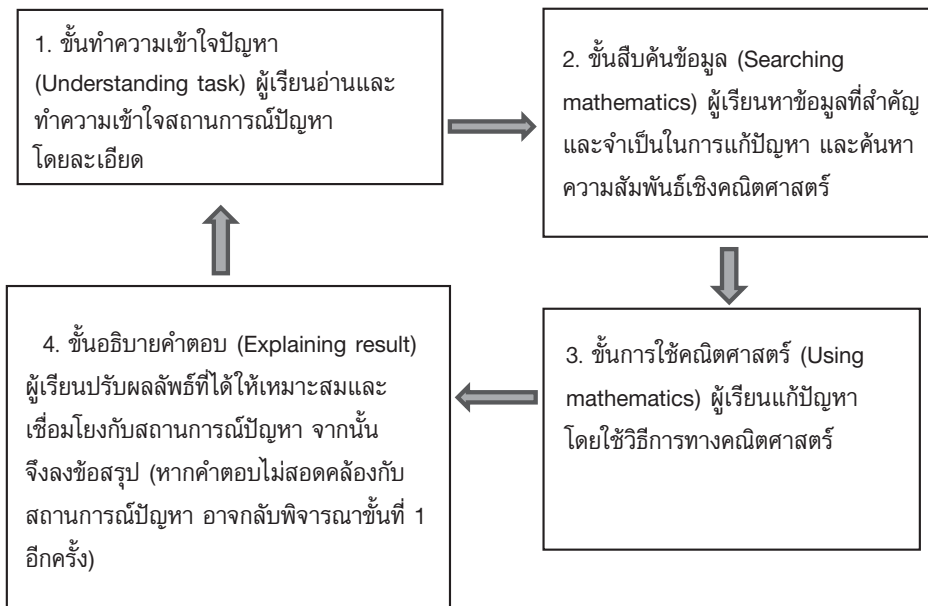 1. ขั้นทำความเข้าใจปัญหา
(Understanding task) ผู้เรียนอ่านและ
ทำความเข้าใจสถานการณ์ปัญหา
โดยละเอียด
2. ขั้นสืบค้นข้อมูล (Searching
mathematics) ผู้เรียนหาข้อมูลที่สำคัญ
และจำเป็นในการแก้ปัญหา และค้นหา
ความสัมพันธ์เชิงคณิตศาสตร์
3. ขั้นการใช้คณิตศาสตร์ (Using
mathematics) ผู้เรียนแก้ปัญหา
โดยใช้วิธีการทางคณิตศาสตร์
4. ขั้นอธิบายคำตอบ (Explaining result)
ผู้เรียนปรับผลลัพธ์ที่ได้ให้เหมาะสมและ
เชื่อมโยงกับสถานการณ์ปัญหา จากนั้น
จึงลงข้อสรุป (หากคำตอบไม่สอดคล้องกับ
สถานการณ์ปัญหา อาจกลับพิจารณาขั้นที่ 1
อีกครั้ง)